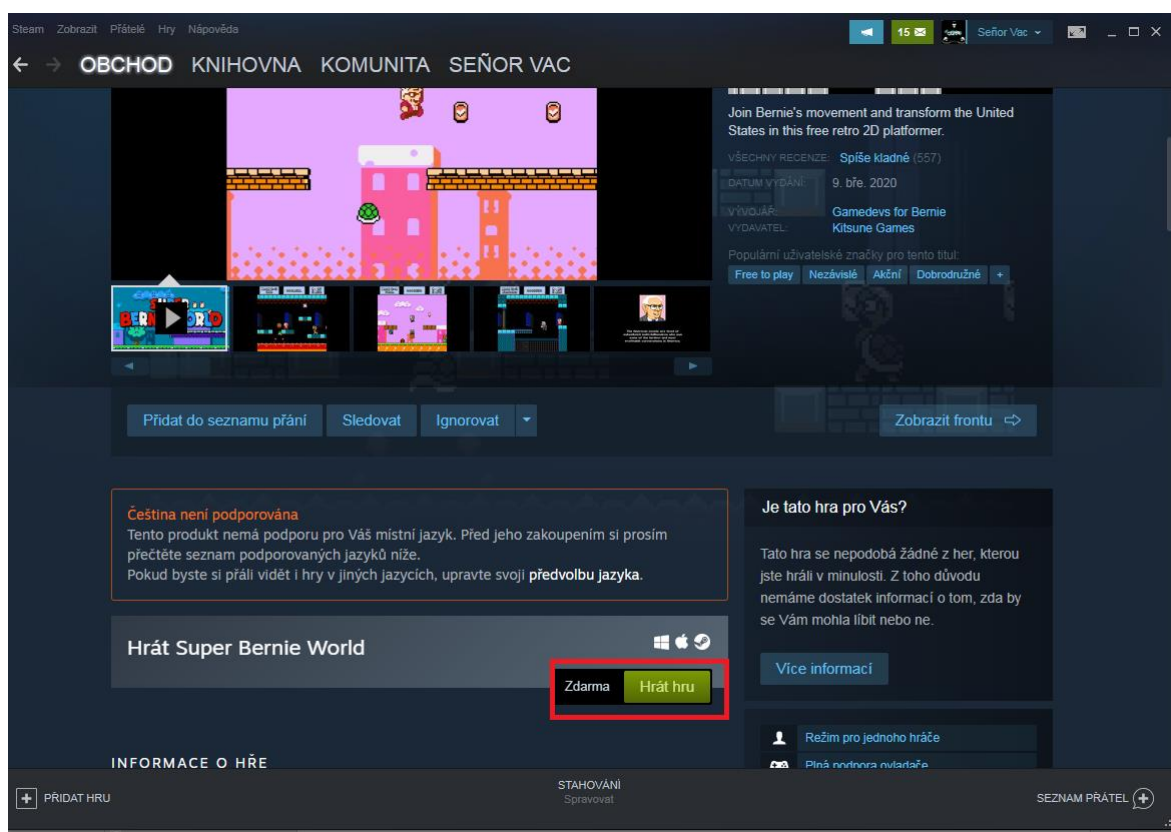 Steam Zobrazit Přátelé Hry Nápověda
15
Señor Vac
OBCHOD KNIHOVNA KOMUNITA SEÑOR VAC
Join Bernie's movement and transform the United
States in this free retro 2D platformer.
VŠECHNY RECENZE: Spíše kladné (557)
DATUM VYDÁNÍ: 9. bře. 2020
VÝVOJÁŘ: Gamedevs for Bernie
VYDAVATEL: Kitsune Games
Populární uživatelské značky pro tento titul:
Free to play Nezávislé Akční Dobrodružné +
Přidat do seznamu přání Sledovat Ignorovat
Zobrazit frontu
Čeština není podporována
Tento produkt nemá podporu pro Váš místní jazyk. Před jeho zakoupením si prosím
přečtěte seznam podporovaných jazyků níže.
Pokud byste si přáli vidět i hry v jiných jazycích, upravte svoji předvolbu jazyka.
Hrát Super Bernie World
Zdarma Hrát hru
INFORMACE O HŘE
Je tato hra pro Vás?
Tato hra se nepodobá žádné z her, kterou
jste hráli v minulosti. Z toho důvodu
nemáme dostatek informací o tom, zda by
se Vám mohla líbit nebo ne.
Více informací
Režim pro jednoho hráče
Plná podpora ovladače
PŘIDAT HRU
STAHOVÁNÍ
Spravovat
SEZNAM PŘÁTEL